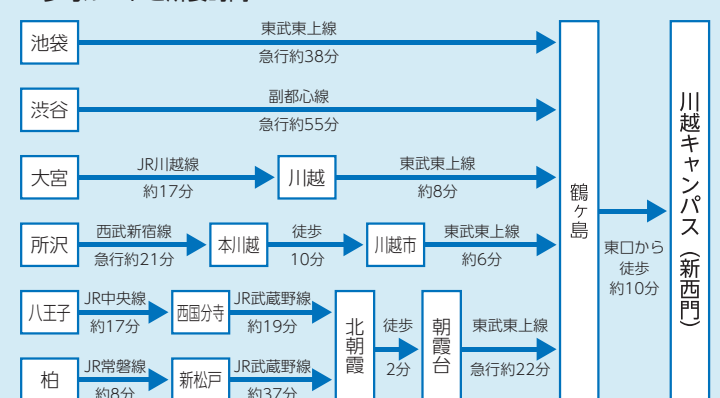 池袋
東武東上線
急行約38分
渋谷
副都心線
急行約55分
大宮
JR川越線
約17分
川越
東武東上線
約8分
所沢
西武新宿線
急行約21分
本川越
徒歩
10分
川越市
東武東上線
約6分
八王子
JR中央線
約17分
西国分寺
JR武蔵野線
約19分
柏
JR常磐線
約8分
新松戸
JR武蔵野線
約37分
北朝霞
徒歩
2分
朝霞台
東武東上線
急行約22分
鶴ヶ島
東口から
徒歩
約10分
川越キャンパス（新西門）